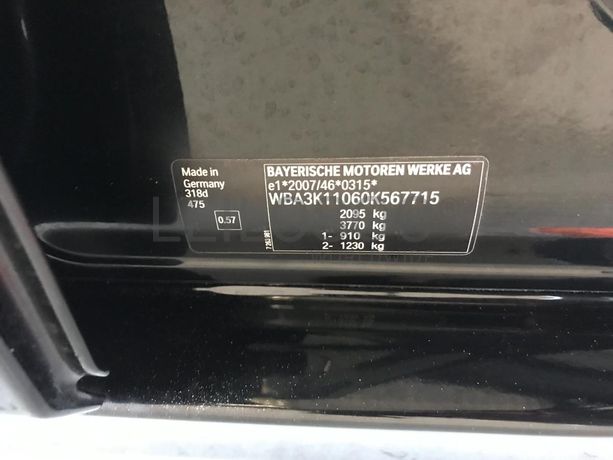 Made in
Germany
318d
475
0.57
BAYERISCHE MOTOREN WERKE AG
e1*2007/46*0315*
WBA3K11060K567715
2095 kg
3770 kg
1- 910 kg
2- 1230 kg